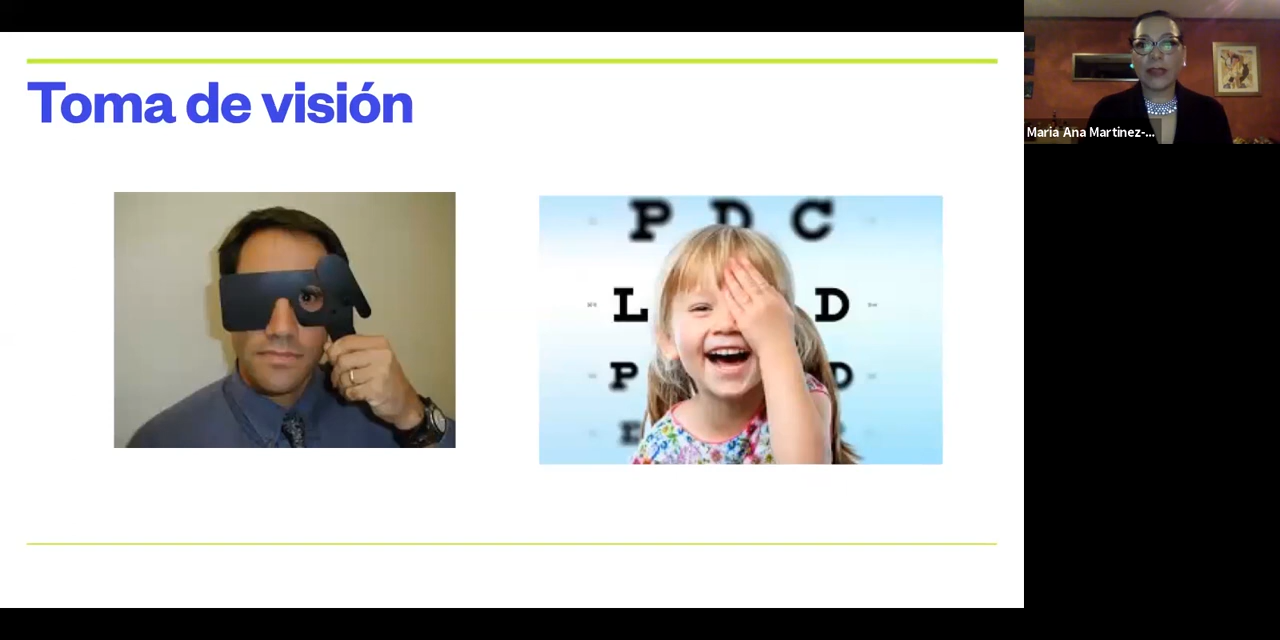 Toma de visión
P D C
L D
P D
E
Maria Ana Martinez-...